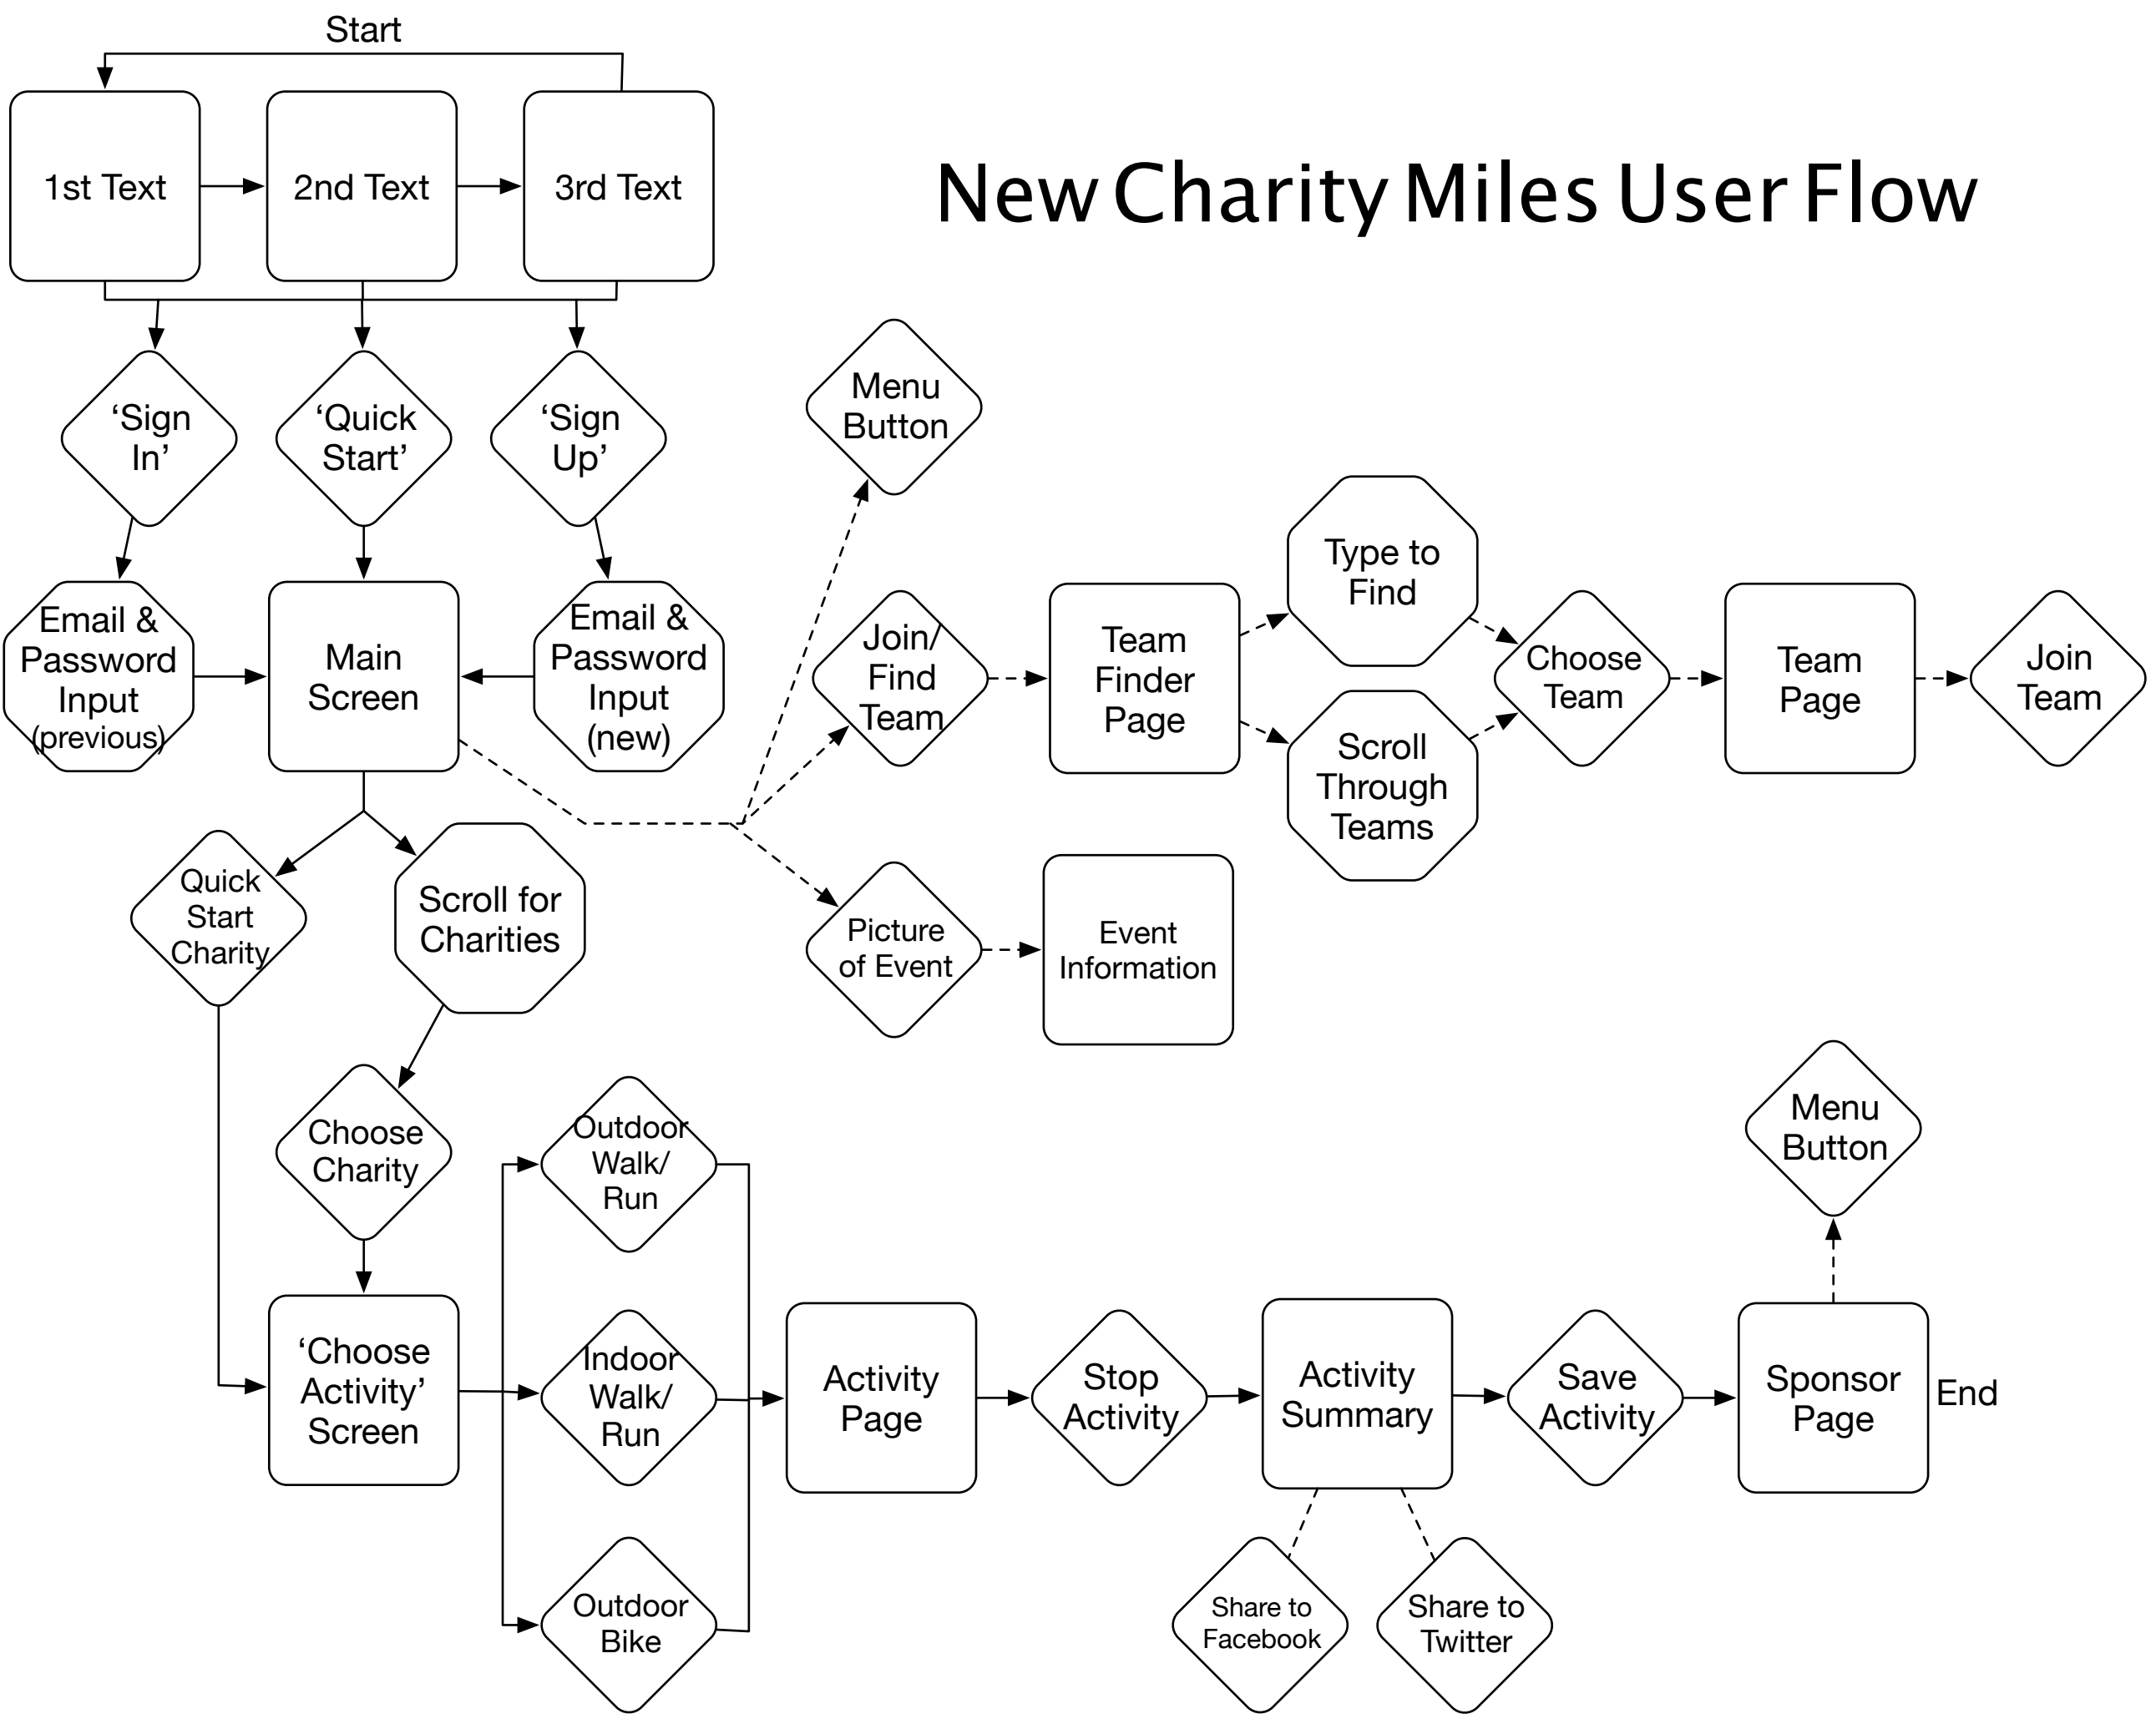 Start
1st Text
2nd Text
3rd Text
New Charity Miles User Flow
‘Sign
In’
‘Quick
Start’
‘Sign
Up’
Menu
Button
Email &
Password
Input
(previous)
Main
Screen
Email &
Password
Input
(new)
Join/
Find
Team
Team
Finder
Page
Type to
Find
Scroll
Through
Teams
Choose
Team
Team
Page
Join
Team
Quick
Start
Charity
Scroll for
Charities
Picture
of Event
Event
Information
Choose
Charity
Outdoor
Walk/
Run
Menu
Button
‘Choose
Activity’
Screen
Indoor
Walk/
Run
Activity
Page
Stop
Activity
Activity
Summary
Save
Activity
Sponsor
Page
End
Outdoor
Bike
Share to
Facebook
Share to
Twitter